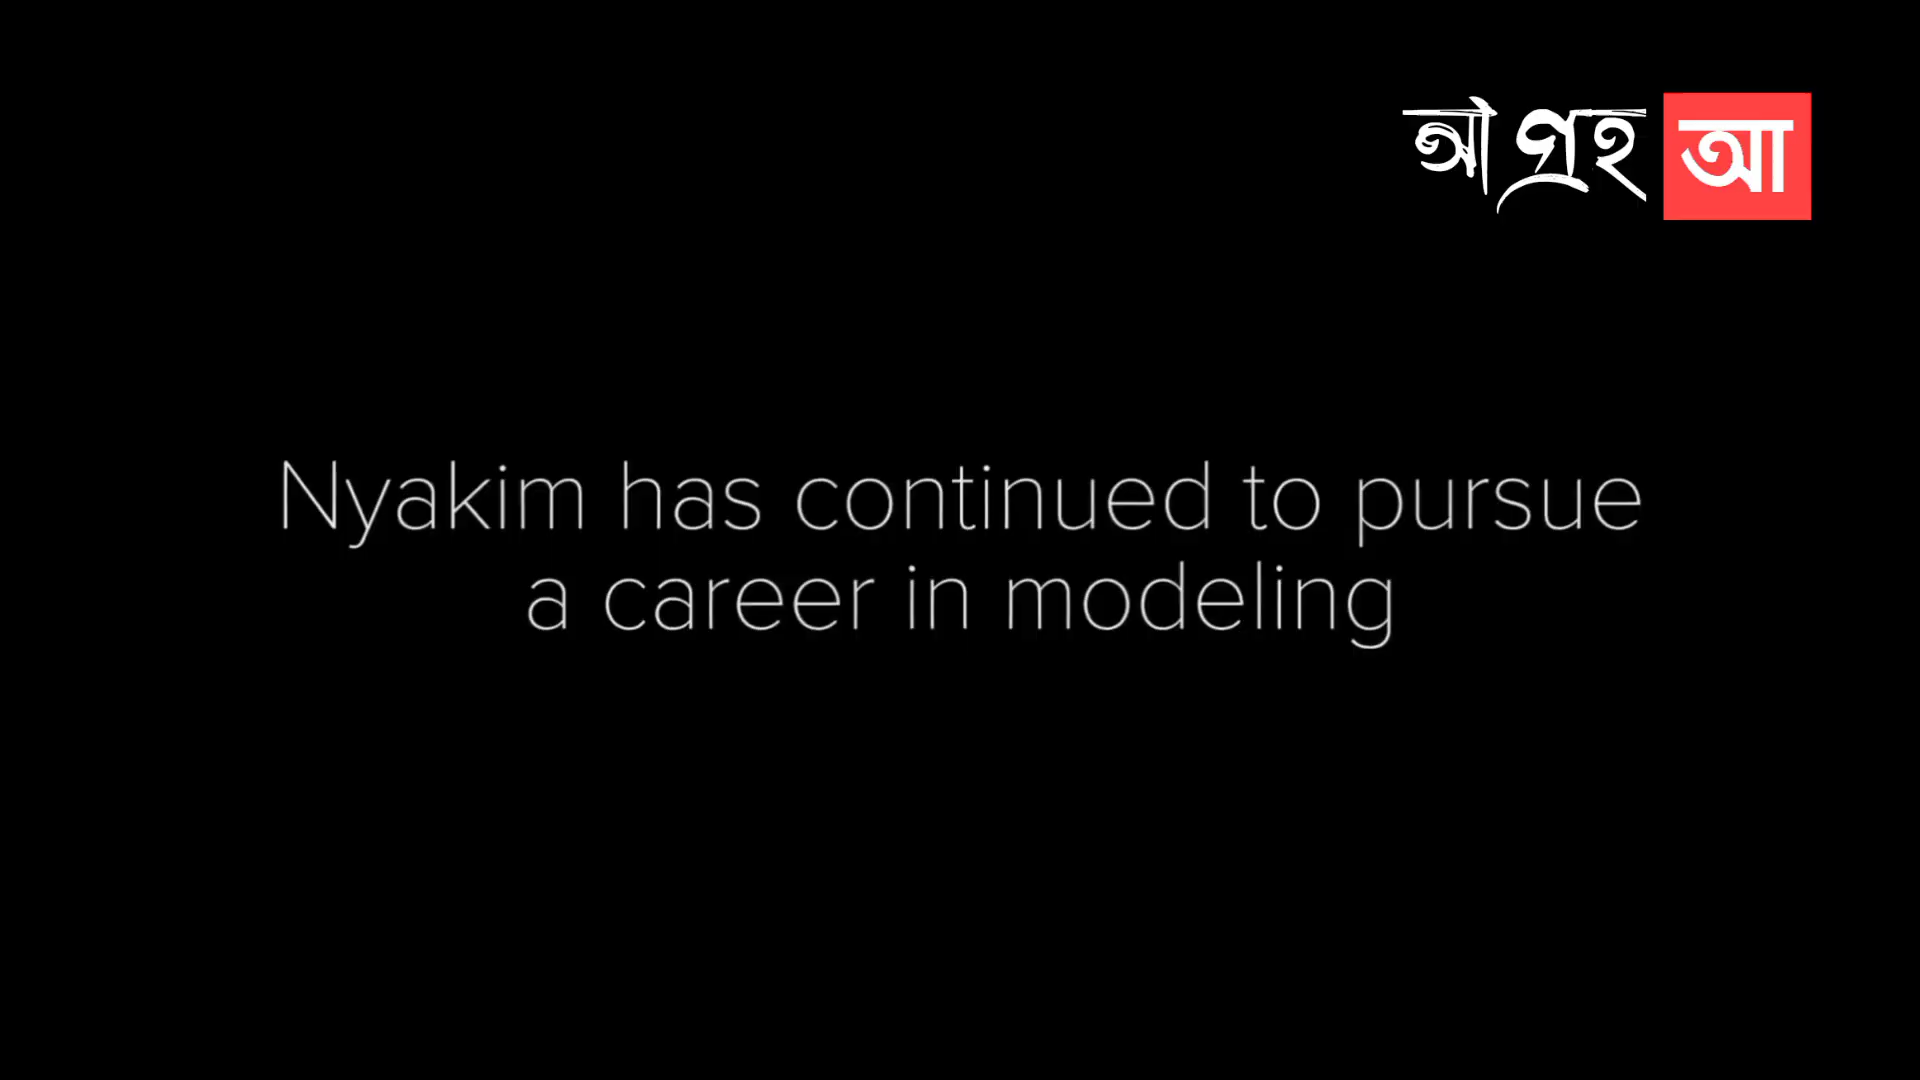 আগ্রহ আ
Nyakim has continued to pursue
a career in modeling